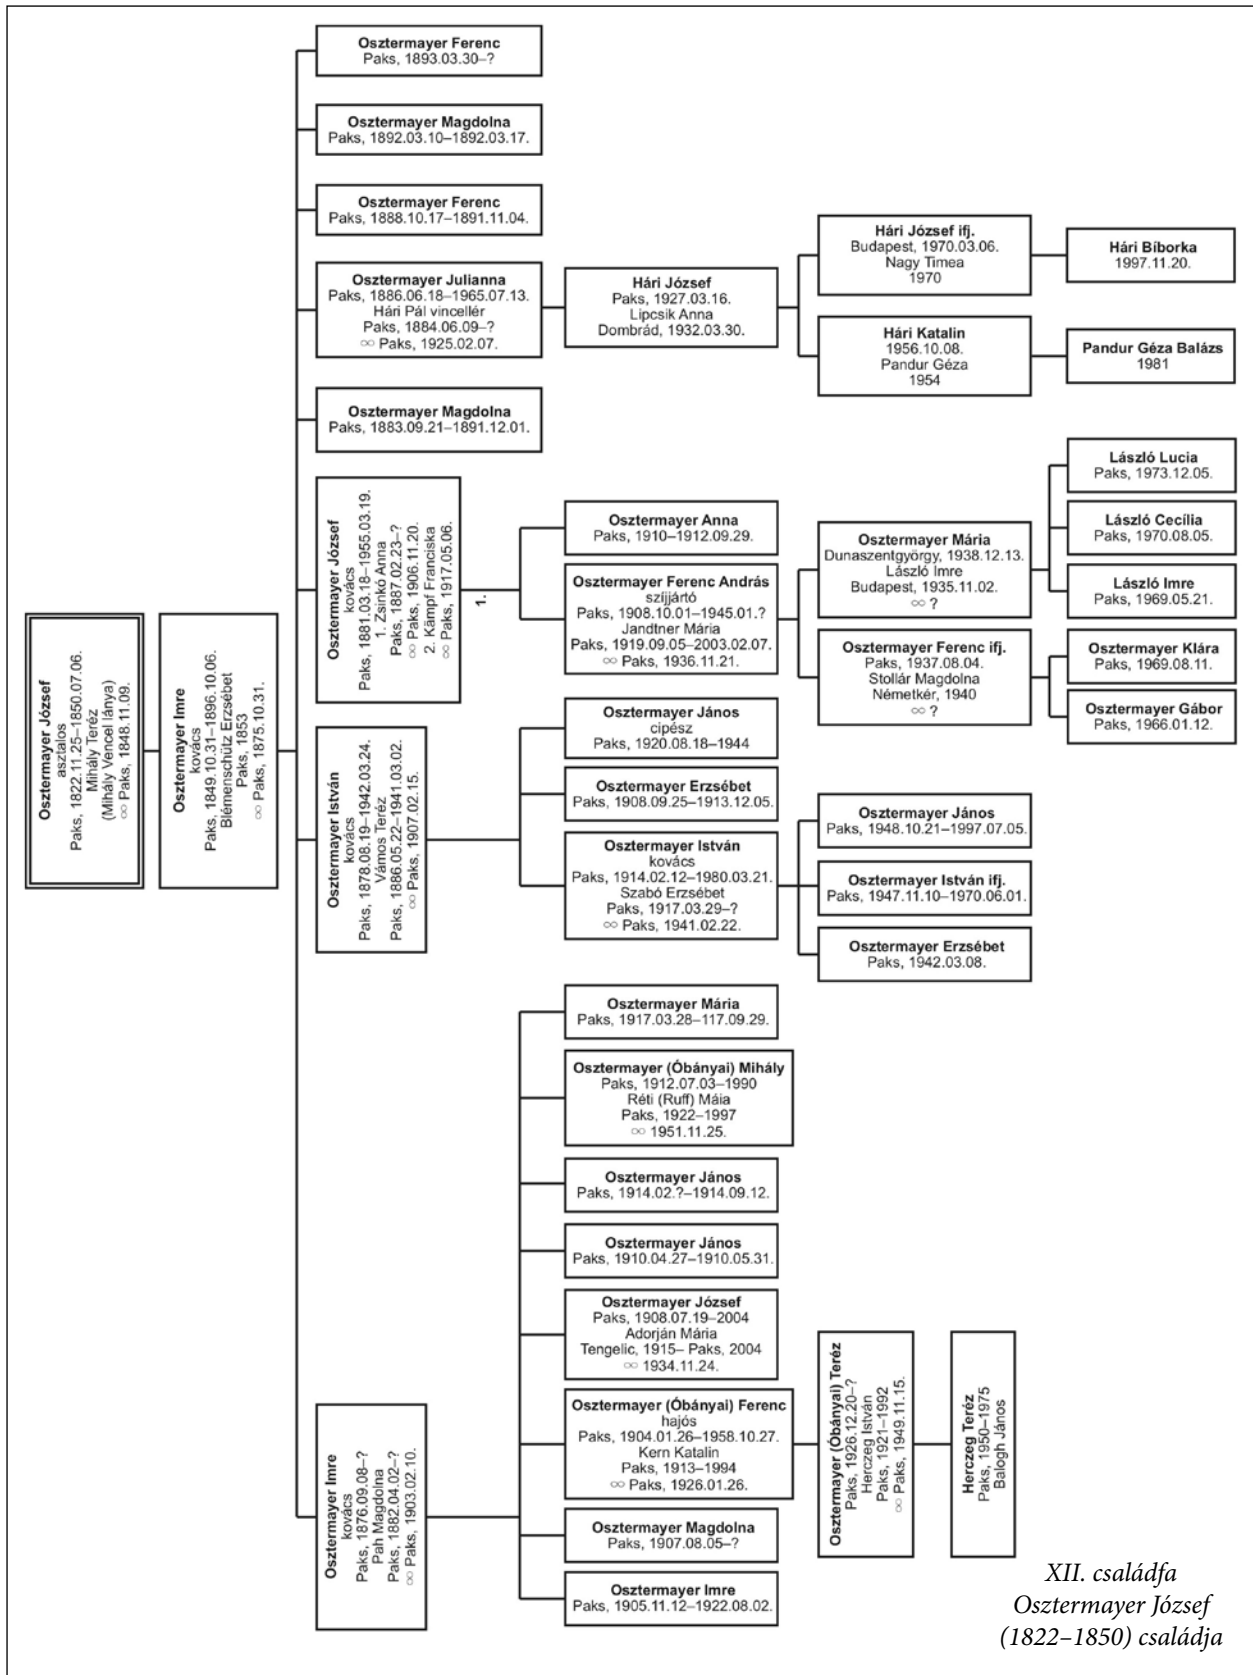 Osztermayer József
asztalos
Paks, 1822.11.25–1850.07.06.
Mihály Teréz
(Mihály Vencel lánya)
∞ Paks, 1848.11.09.
Osztermayer Imre
kovács
Paks, 1849.10.31–1896.10.06.
Blémenschütz Erzsébet
Paks, 1853
∞ Paks, 1875.10.31.
Osztermayer Ferenc
Paks, 1893.03.30–?
Osztermayer Magdolna
Paks, 1892.03.10–1892.03.17.
Osztermayer Ferenc
Paks, 1888.10.17–1891.11.04.
Osztermayer Julianna
Paks, 1886.06.18–1965.07.13.
Hári Pál vincellér
Paks, 1884.06.09–?
∞ Paks, 1925.02.07.
Hári József
Paks, 1927.03.16.
Lipcsik Anna
Dombrád, 1932.03.30.
Hári József ifj.
Budapest, 1970.03.06.
Nagy Timea
1970
Hári Bíborka
1997.11.20.
Hári Katalin
1956.10.08.
Pandur Géza
1954
Pandur Géza Balázs
1981
Osztermayer Magdolna
Paks, 1883.09.21–1891.12.01.
Osztermayer József
kovács
Paks, 1881.03.18–1955.03.19.
1. Zsinkó Anna
Paks, 1887.02.23–?
∞ Paks, 1906.11.20.
2. Kämpf Franciska
∞ Paks, 1917.05.06.
1.
Osztermayer Anna
Paks, 1910–1912.09.29.
Osztermayer Ferenc András
szíjjártó
Paks, 1908.10.01–1945.01.?
Jandtner Mária
Paks, 1919.09.05–2003.02.07.
∞ Paks, 1936.11.21.
Osztermayer Mária
Dunaszentgyörgy, 1938.12.13.
László Imre
Budapest, 1935.11.02.
∞ ?
László Lucia
Paks, 1973.12.05.
László Cecília
Paks, 1970.08.05.
László Imre
Paks, 1969.05.21.
Osztermayer Ferenc ifj.
Paks, 1937.08.04.
Stollár Magdolna
Németkér, 1940
∞ ?
Osztermayer Klára
Paks, 1969.08.11.
Osztermayer Gábor
Paks, 1966.01.12.
Osztermayer István
kovács
Paks, 1878.08.19–1942.03.24.
Vámos Teréz
Paks, 1886.05.22–1941.03.02.
∞ Paks, 1907.02.15.
Osztermayer János
cipész
Paks, 1920.08.18–1944
Osztermayer Erzsébet
Paks, 1908.09.25–1913.12.05.
Osztermayer István
kovács
Paks, 1914.02.12–1980.03.21.
Szabó Erzsébet
Paks, 1917.03.29–?
∞ Paks, 1941.02.22.
Osztermayer János
Paks, 1948.10.21–1997.07.05.
Osztermayer István ifj.
Paks, 1947.11.10–1970.06.01.
Osztermayer Erzsébet
Paks, 1942.03.08.
Osztermayer Imre
kovács
Paks, 1876.09.08–?
Pah Magdolna
Paks, 1882.04.02–?
∞ Paks, 1903.02.10.
Osztermayer Mária
Paks, 1917.03.28–117.09.29.
Osztermayer (Óbányai) Mihály
Paks, 1912.07.03–1990
Réti (Ruff) Máia
Paks, 1922–1997
∞ 1951.11.25.
Osztermayer János
Paks, 1914.02.?–1914.09.12.
Osztermayer János
Paks, 1910.04.27–1910.05.31.
Osztermayer József
Paks, 1908.07.19–2004
Adorján Mária
Tengelic, 1915– Paks, 2004
∞ 1934.11.24.
Osztermayer (Óbányai) Ferenc
hajós
Paks, 1904.01.26–1958.10.27.
Kern Katalin
Paks, 1913–1994
∞ Paks, 1926.01.26.
Osztermayer (Óbányai) Teréz
Paks, 1926.12.20–?
Herczeg István
Paks, 1921–1992
∞ Paks, 1949.11.15.
Herczeg Teréz
Paks, 1950–1975
Balogh János
Osztermayer Magdolna
Paks, 1907.08.05–?
Osztermayer Imre
Paks, 1905.11.12–1922.08.02.
XII. családfa
Osztermayer József
(1822–1850) családja